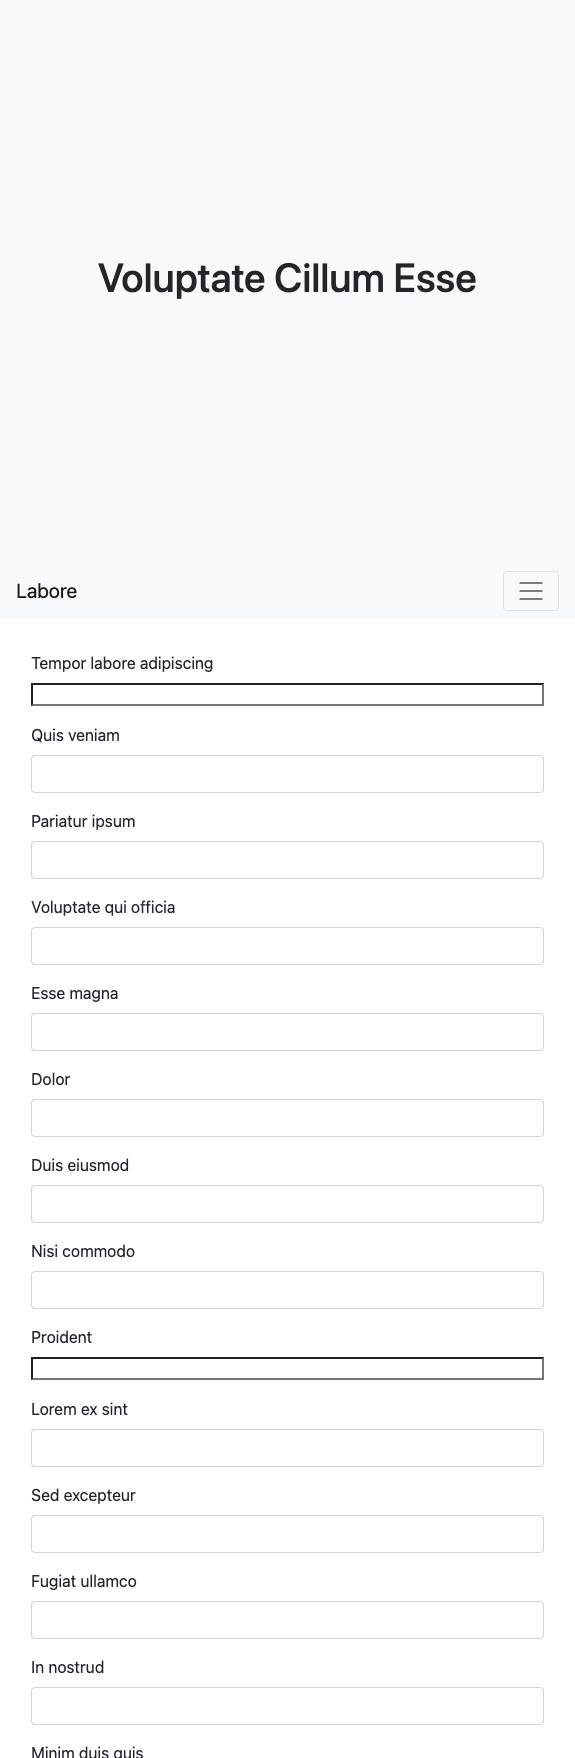 Voluptate Cillum Esse
Labore
Tempor labore adipiscing
Quis veniam
Pariatur ipsum
Voluptate qui officia
Esse magna
Dolor
Duis eiusmod
Nisi commodo
Proident
Lorem ex sint
Sed excepteur
Fugiat ullamco
In nostrud
Minim duis quis